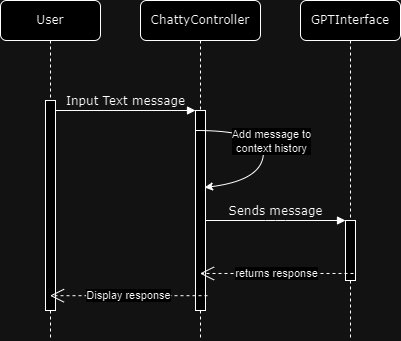 User
ChattyController
GPTInterface
Input Text message
Add message to
context history
Sends message
returns response
Display response